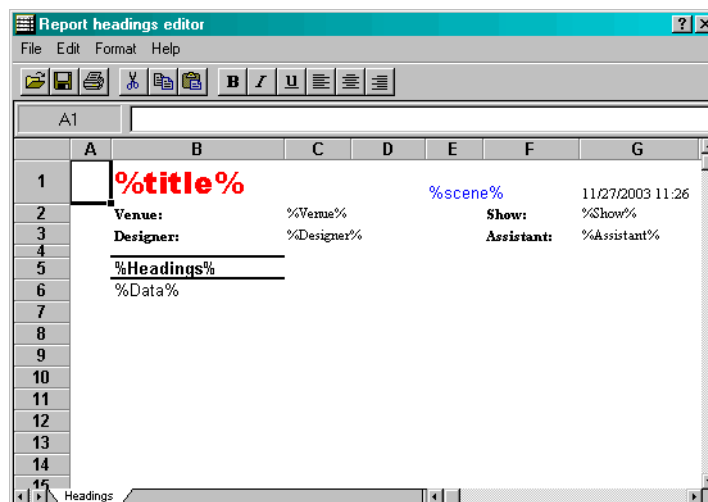 Report headings editor
File Edit Format Help
B I U
A1
A B C D E F G
1 %title% %scene% 11/27/2003 11:26
2 Venue: %Venue% Show: %Show%
3 Designer: %Designer% Assistant: %Assistant%
4
5 %Headings%
6 %Data%
7
8
9
10
11
12
13
14
15
Headings